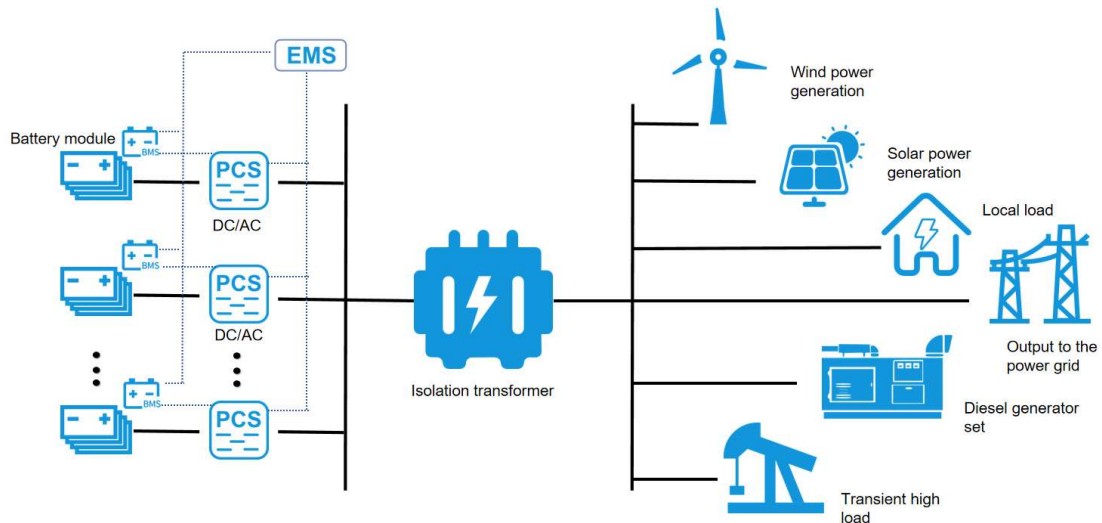 EMS
Wind power
generation
Battery module
BMS
PCS
DC/AC
Solar power
generation
Local load
BMS
PCS
DC/AC
Isolation transformer
Output to the
power grid
BMS
PCS
Diesel generator
set
Transient high
load